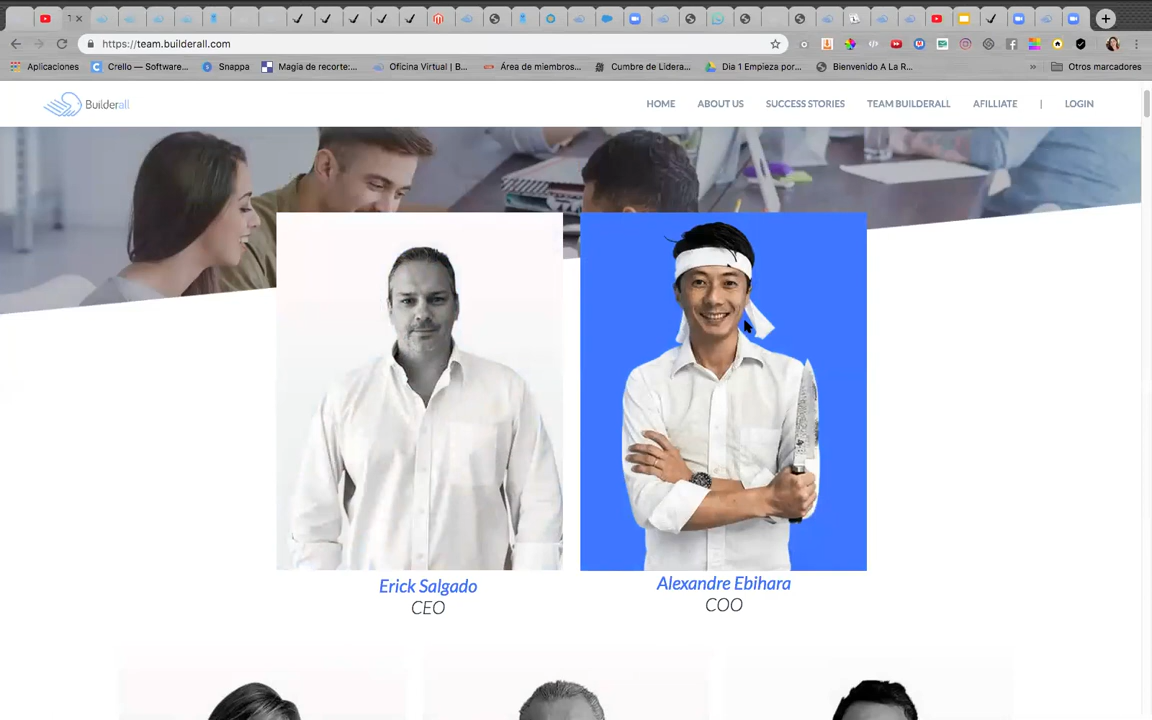 https://team.builderall.com
Aplicaciones
Crello — Software...
Snappa
Magia de recorte:...
Oficina Virtual | B...
Área de miembros...
Cumbre de Lidera...
Dia 1 Empieza por...
Bienvenido A La R...
»
Otros marcadores
Builderall
HOME
ABOUT US
SUCCESS STORIES
TEAM BUILDERALL
AFILLIATE
|
LOGIN
Erick Salgado
CEO
Alexandre Ebihara
COO